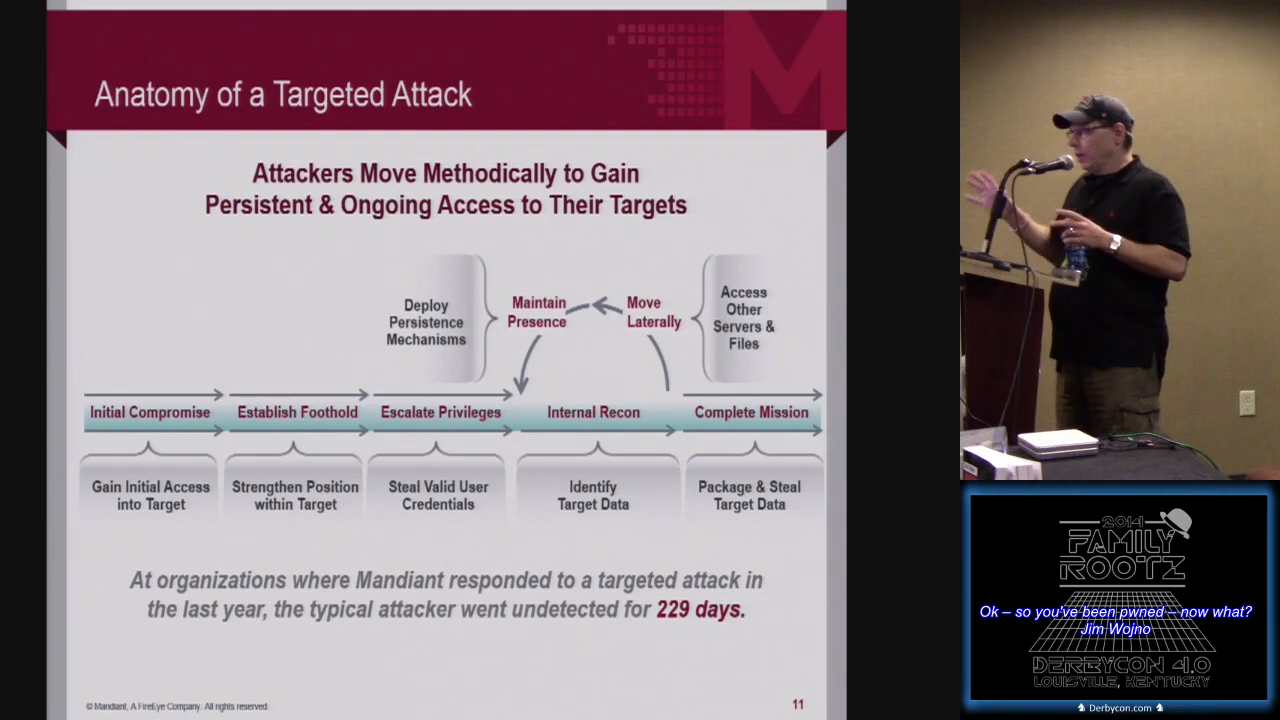 Anatomy of a Targeted Attack
Attackers Move Methodically to Gain
Persistent & Ongoing Access to Their Targets
Deploy
Persistence
Mechanisms
Maintain
Presence
Move
Laterally
Access
Other
Servers &
Files
Initial Compromise
Establish Foothold
Escalate Privileges
Internal Recon
Complete Mission
Gain Initial Access
into Target
Strengthen Position
within Target
Steal Valid User
Credentials
Identify
Target Data
Package & Steal
Target Data
At organizations where Mandiant responded to a targeted attack in
the last year, the typical attacker went undetected for 229 days.
© Mandiant, A FireEye Company. All rights reserved.
11
2014
FAMILY
ROOTZ
Ok – so you've been pwned – now what?
Jim Wojno
DERBYCON 4.0
LOUISVILLE, KENTUCKY
Derbycon.com